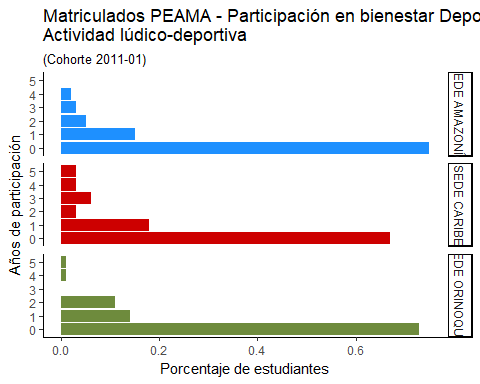 Matriculados PEAMA - Participación en bienestar Depo
Actividad lúdico-deportiva
(Cohorte 2011-01)
Años de participación
5
4
3
2
1
0
EDE AMAZONÍ
5
4
3
2
1
0
SEDE CARIBE
5
4
3
2
1
0
EDE ORINOQUÍ
0.0 0.2 0.4 0.6
Porcentaje de estudiantes